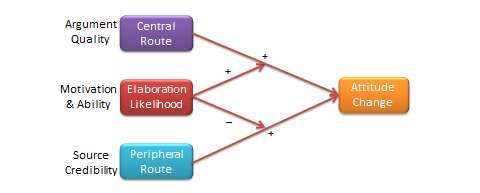 Argument
Quality
Central
Route
+
Motivation
& Ability
Elaboration
Likelihood
+
–
Attitude
Change
+
Source
Credibility
Peripheral
Route